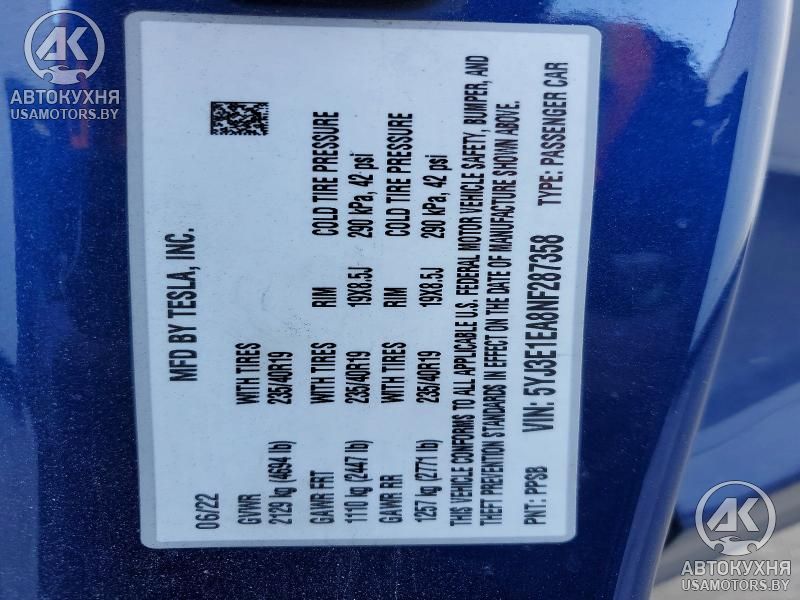 АК
АВТОКУХНЯ
USAMOTORS.BY
06/22 MFD BY TESLA, INC.
GVWR WITH TIRES
2129 kg (4694 lb) 235/40R19
GAWR FRT WITH TIRES RIM COLD TIRE PRESSURE
1110 kg (2447 lb) 235/40R19 19X8.5J 290 kPa, 42 psi
GAWR RR WITH TIRES RIM COLD TIRE PRESSURE
1257 kg (2771 lb) 235/40R19 19X8.5J 290 kPa, 42 psi
THIS VEHICLE CONFORMS TO ALL APPLICABLE U.S. FEDERAL MOTOR VEHICLE SAFETY, BUMPER, AND
THEFT PREVENTION STANDARDS IN EFFECT ON THE DATE OF MANUFACTURE SHOWN ABOVE.
PNT: PPSB VIN: 5YJ3E1EA8NF287358 TYPE: PASSENGER CAR
АК
АВТОКУХНЯ
USAMOTORS.BY